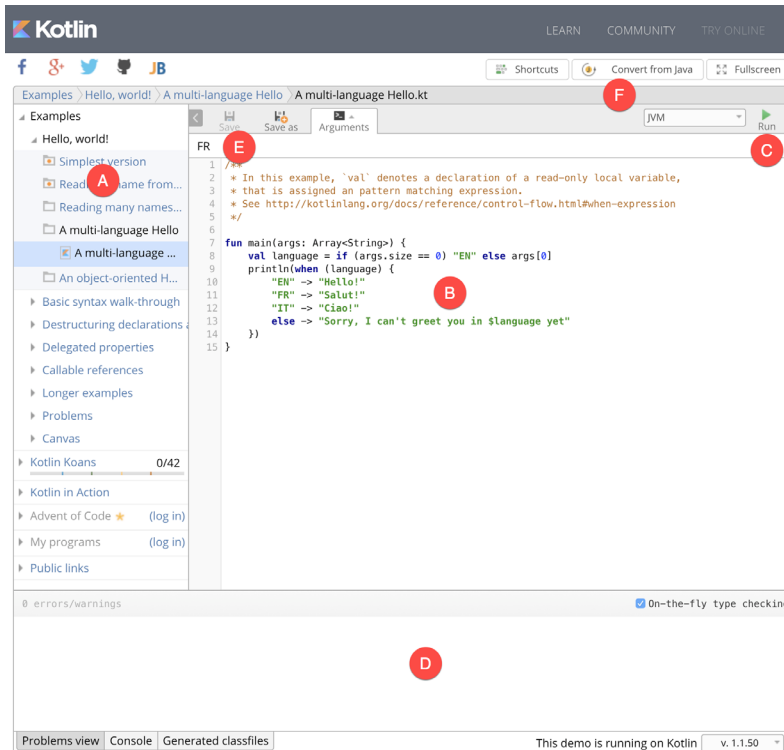 Kotlin
LEARN COMMUNITY TRY ONLINE
f g+ JB
Shortcuts Convert from Java Fullscreen
Examples Hello, world! A multi-language Hello A multi-language Hello.kt
F
Examples
Hello, world!
Simplest version
A
Reading many names...
A multi-language Hello
A multi-language ...
An object-oriented H...
Basic syntax walk-through
Destructuring declarations
Delegated properties
Callable references
Longer examples
Problems
Canvas
Kotlin Koans 0/42
Kotlin in Action
Advent of Code (log in)
My programs (log in)
Public links
Save Save as Arguments
JVM Run
FR E C
1 /**
2 * In this example, `val` denotes a declaration of a read-only local variable,
3 * that is assigned an pattern matching expression.
4 * See http://kotlinlang.org/docs/reference/control-flow.html#when-expression
5 */
6
7 fun main(args: Array<String>) {
8 val language = if (args.size == 0) "EN" else args[0]
9 println(when (language) {
10 "EN" -> "Hello!"
11 "FR" -> "Salut!"
12 "IT" -> "Ciao!"
13 else -> "Sorry, I can't greet you in $language yet"
14 })
15 }
B
0 errors/warnings On-the-fly type checkin
D
Problems view Console Generated classfiles
This demo is running on Kotlin v. 1.1.50